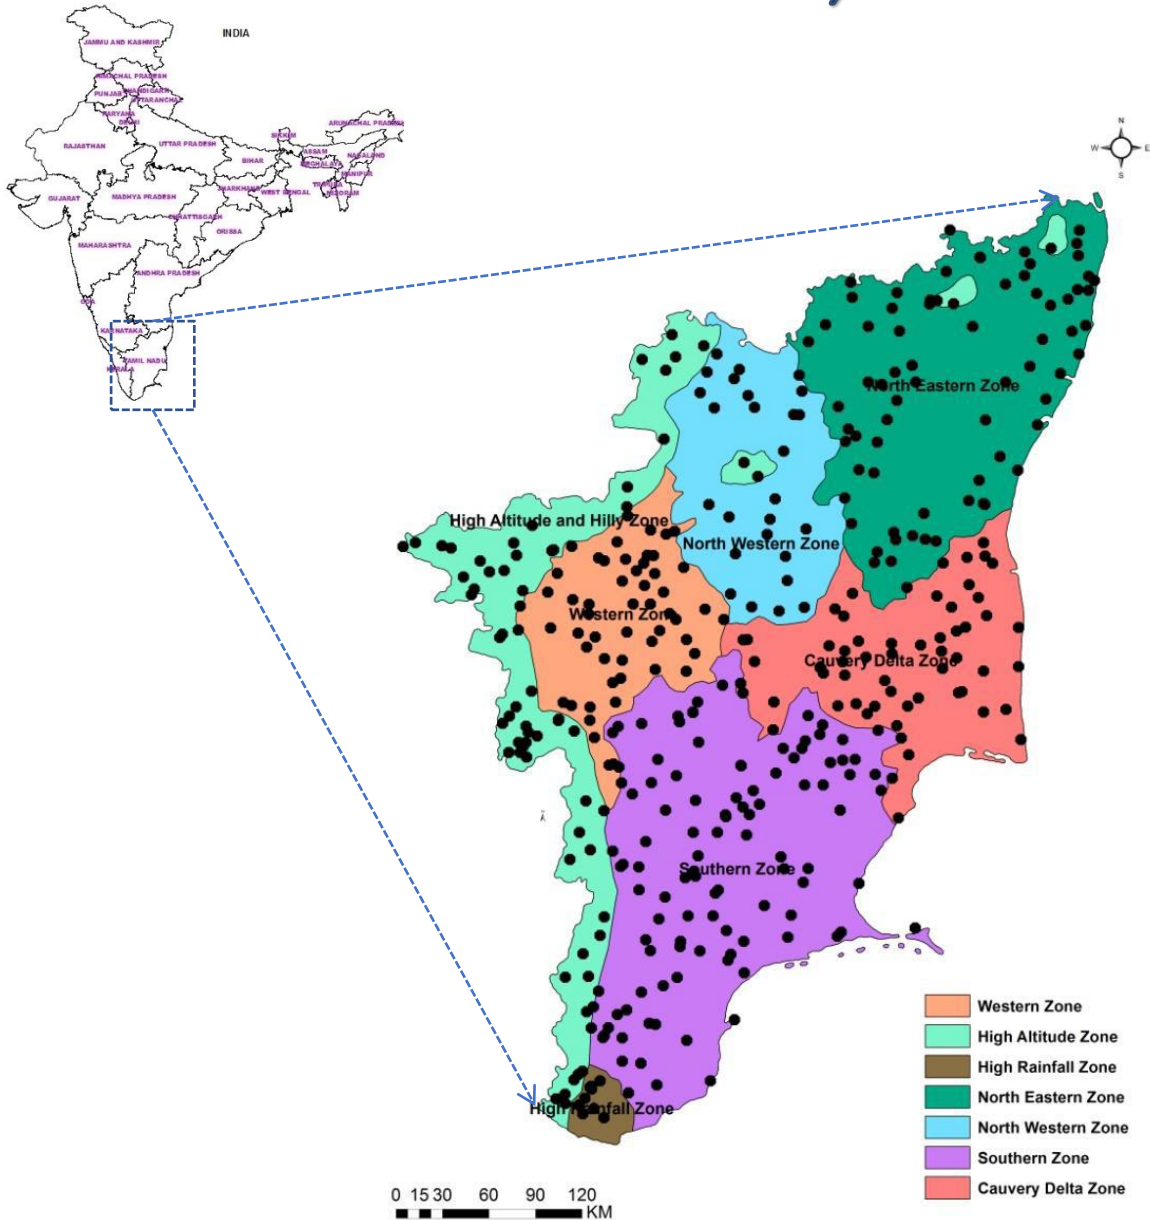 INDIA
JAMMU AND KASHMIR
HIMACHAL PRADESH
PUNJAB
CHANDIGARH
UTTARANCHAL
HARYANA
DELHI
RAJASTHAN
UTTAR PRADESH
BIHAR
SIKKIM
ARUNACHAL PRADESH
ASSAM
NAGALAND
MEGHALAYA
MANIPUR
TRIPURA
MIZORAM
GUJARAT
MADHYA PRADESH
JHARKHAND
WEST BENGAL
CHHATTISGARH
ORISSA
MAHARASHTRA
ANDHRA PRADESH
GOA
KARNATAKA
TAMIL NADU
KERALA
N
W E
S
North Eastern Zone
High Altitude and Hilly Zone
North Western Zone
Western Zone
Cauvery Delta Zone
Southern Zone
High Rainfall Zone
Western Zone
High Altitude Zone
High Rainfall Zone
North Eastern Zone
North Western Zone
Southern Zone
Cauvery Delta Zone
0 15 30 60 90 120
KM